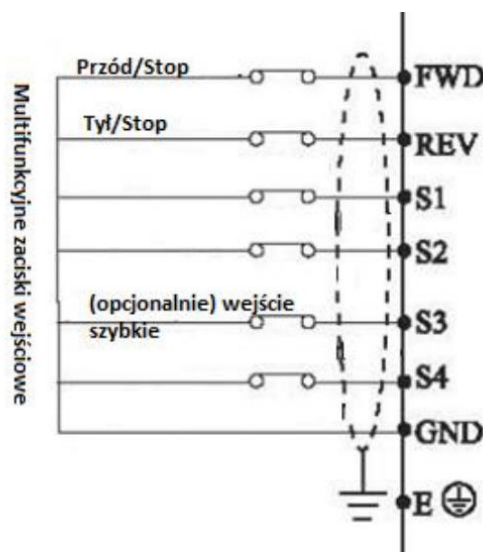 Multifunkcyjne zaciski wejściowe
Przód/Stop
FWD
Tył/Stop
REV
S1
S2
(opcjonalnie) wejście
szybkie
S3
S4
GND
E